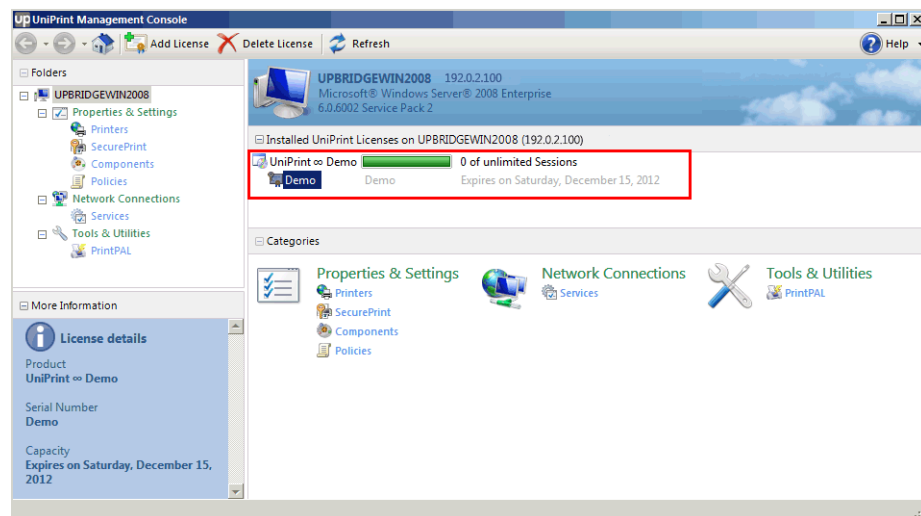 UP UniPrint Management Console
Add License Delete License Refresh Help
Folders
UPBRIDGEWIN2008
Properties & Settings
Printers
SecurePrint
Components
Policies
Network Connections
Services
Tools & Utilities
PrintPAL
More Information
License details
Product
UniPrint ∞ Demo
Serial Number
Demo
Capacity
Expires on Saturday, December 15,
2012
UPBRIDGEWIN2008 192.0.2.100
Microsoft® Windows Server® 2008 Enterprise
6.0.6002 Service Pack 2
Installed UniPrint Licenses on UPBRIDGEWIN2008 (192.0.2.100)
UniPrint ∞ Demo 0 of unlimited Sessions
Demo Demo Expires on Saturday, December 15, 2012
Categories
Properties & Settings
Printers
SecurePrint
Components
Policies
Network Connections
Services
Tools & Utilities
PrintPAL